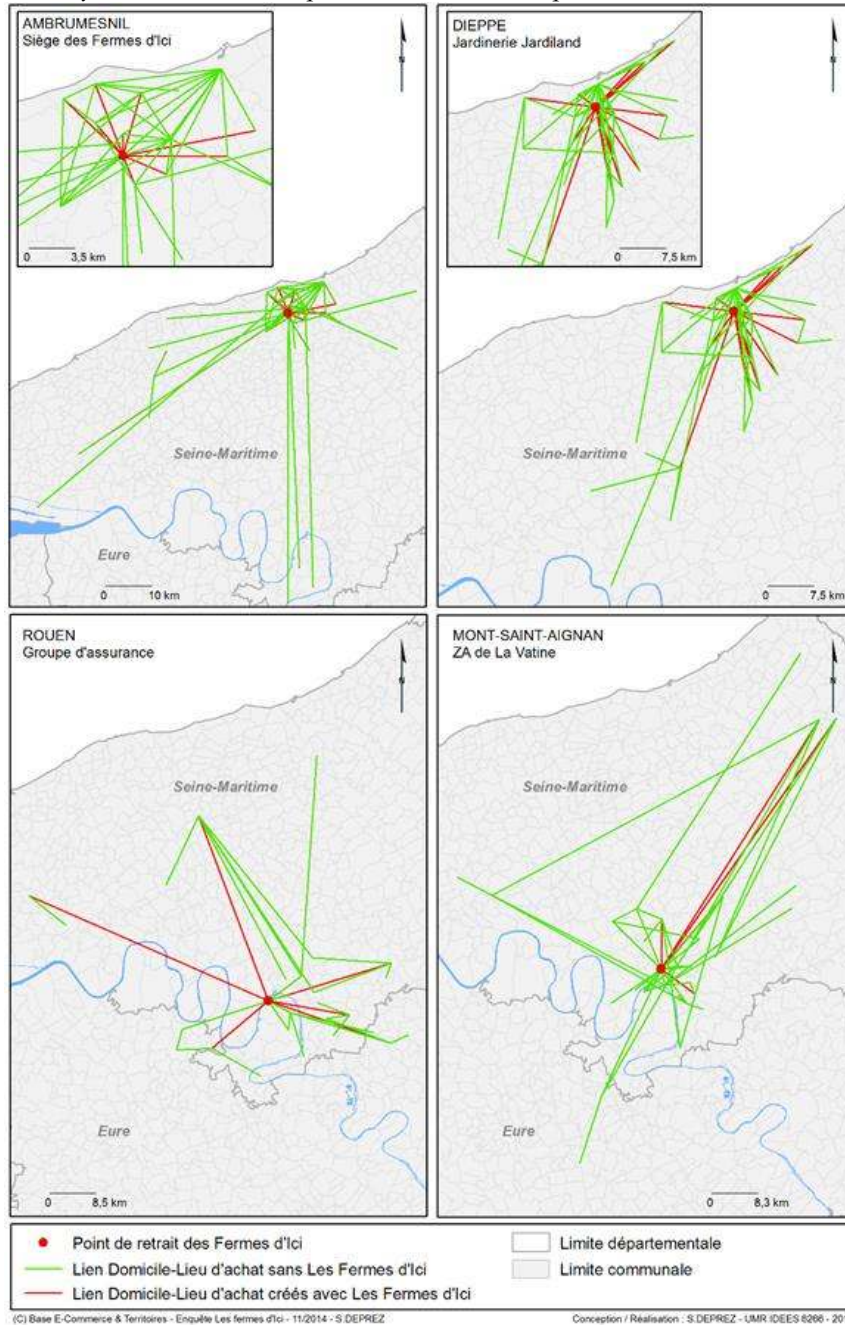 AMBRUMESNIL
Siège des Fermes d'Ici
N
0 3,5 km
Seine-Maritime
Eure
0 10 km
DIEPPE
Jardinerie Jardiland
N
0 7,5 km
Seine-Maritime
0 7,5 km
ROUEN
Groupe d'assurance
N
Seine-Maritime
Eure
0 8,5 km
MONT-SAINT-AIGNAN
ZA de La Vatine
N
Seine-Maritime
Eure
0 8,3 km
Point de retrait des Fermes d'Ici
Lien Domicile-Lieu d'achat sans Les Fermes d'Ici
Lien Domicile-Lieu d'achat créés avec Les Fermes d'Ici
Limite départementale
Limite communale
(C) Base E-Commerce & Territoires - Enquête Les fermes d'Ici - 11/2014 - S.DEPREZ
Conception / Réalisation : S.DEPREZ - UMR IDEES 6266 - 201